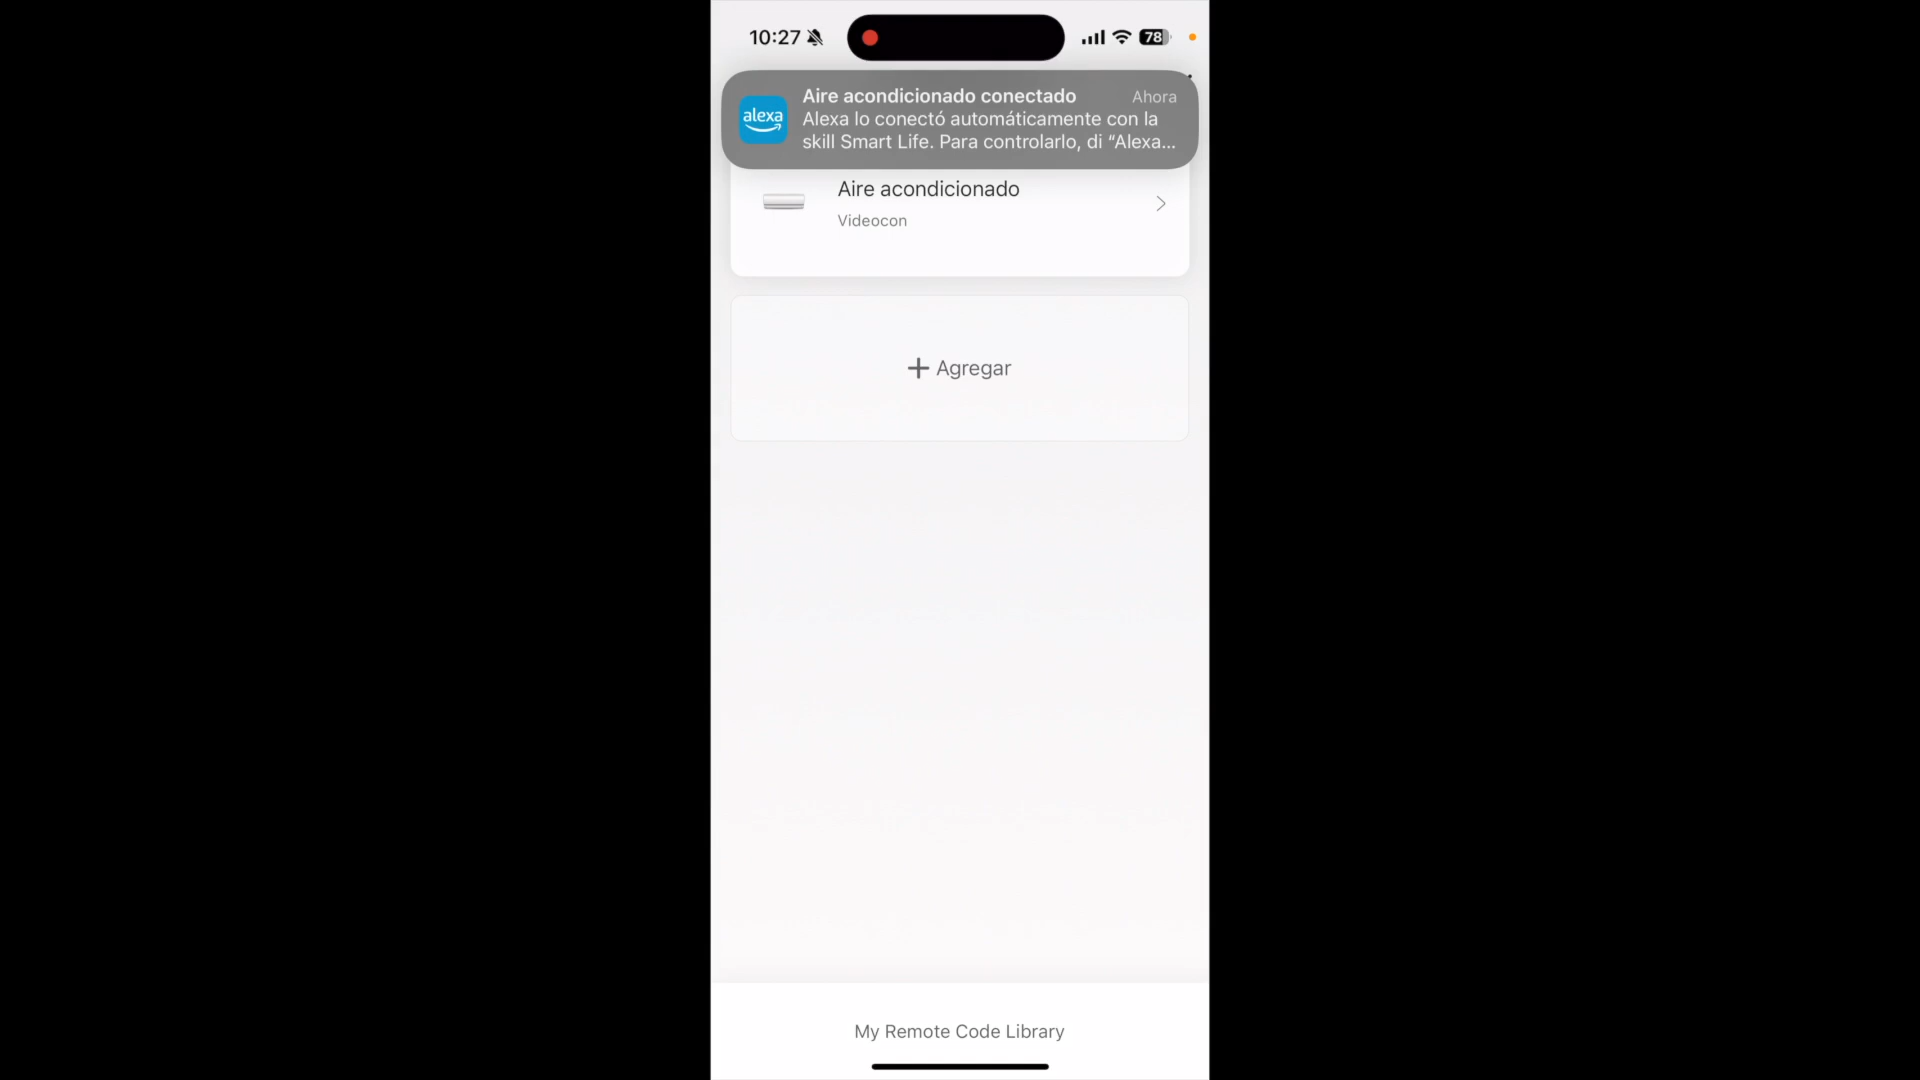 10:27
78
Aire acondicionado conectado
Ahora
alexa
Alexa lo conectó automáticamente con la
skill Smart Life. Para controlarlo, di “Alexa...
Aire acondicionado
Videocon
Agregar
My Remote Code Library